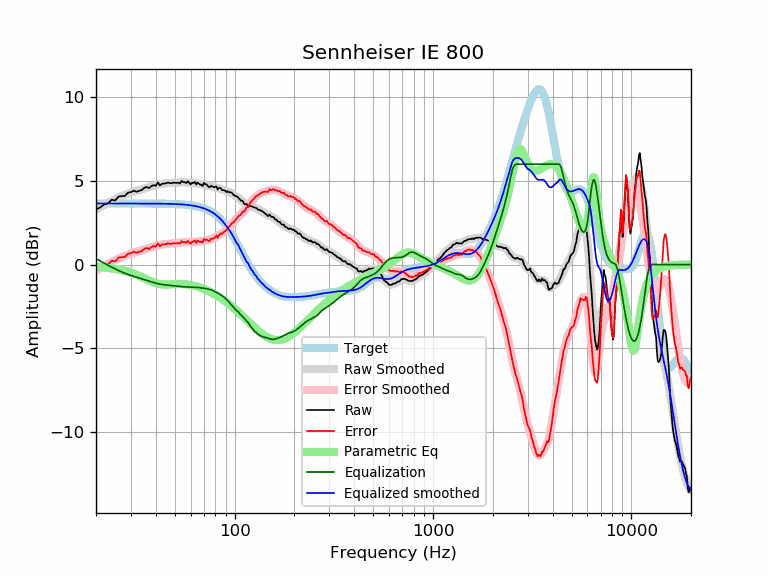 Sennheiser IE 800
Amplitude (dBr)
10
5
0
−5
−10
Target
Raw Smoothed
Error Smoothed
Raw
Error
Parametric Eq
Equalization
Equalized smoothed
100
1000
10000
Frequency (Hz)